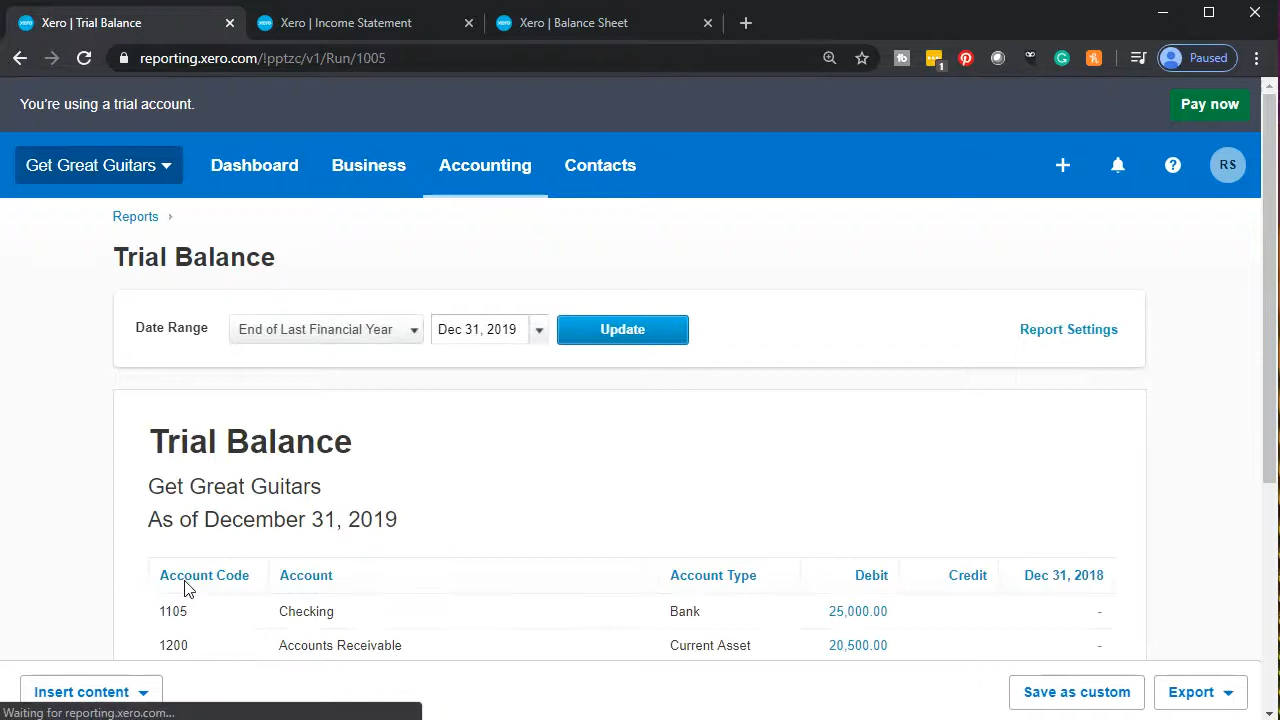 Xero | Trial Balance
Xero | Income Statement
Xero | Balance Sheet
reporting.xero.com/!pptzc/v1/Run/1005
1
Paused
You're using a trial account.
Pay now
Get Great Guitars
Dashboard
Business
Accounting
Contacts
RS
Reports
Trial Balance
Date Range
End of Last Financial Year
Dec 31, 2019
Update
Report Settings
Trial Balance
Get Great Guitars
As of December 31, 2019
Account Code Account Account Type Debit Credit Dec 31, 2018
1105 Checking Bank 25,000.00 -
1200 Accounts Receivable Current Asset 20,500.00 -
Insert content
Save as custom
Export
Waiting for reporting.xero.com...